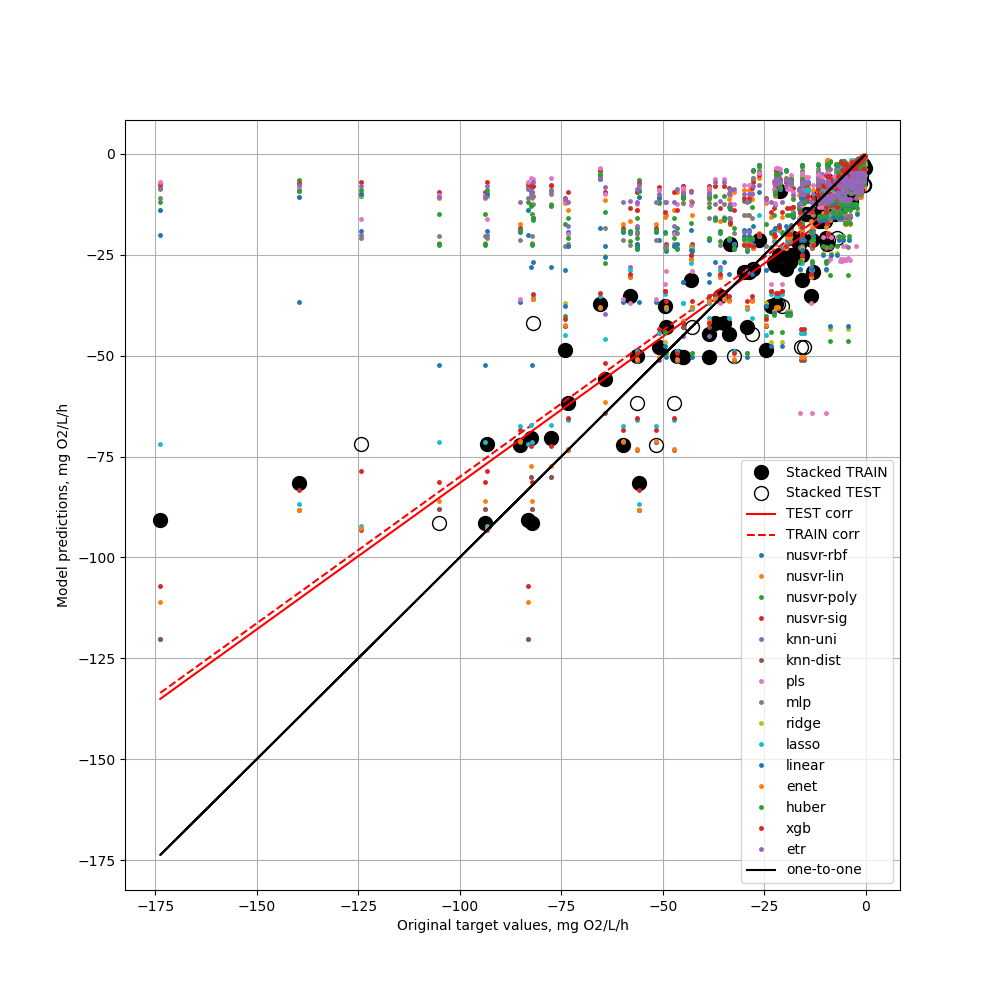 0
−25
−50
−75
−100
−125
−150
−175
Model predictions, mg O2/L/h
−175 −150 −125 −100 −75 −50 −25 0
Original target values, mg O2/L/h
Stacked TRAIN
Stacked TEST
TEST corr
TRAIN corr
nusvr-rbf
nusvr-lin
nusvr-poly
nusvr-sig
knn-uni
knn-dist
pls
mlp
ridge
lasso
linear
enet
huber
xgb
etr
one-to-one